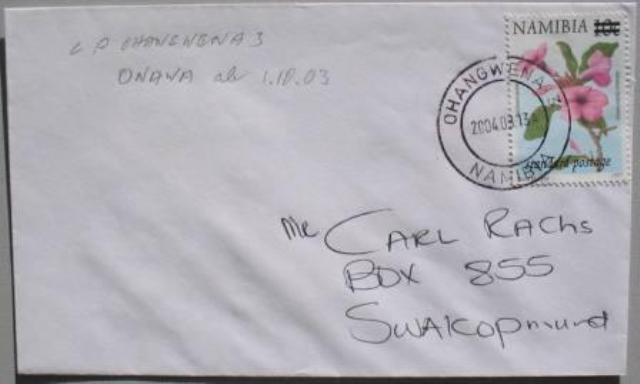 L P OHANGWENA 3
ONAWA ab 1.10.03
NAMIBIA 10c
standard postage
OHANGWENA
2004.03.13
NAMIBIA
Mr CARL RACHS
BOX 855
SWAKOPmund